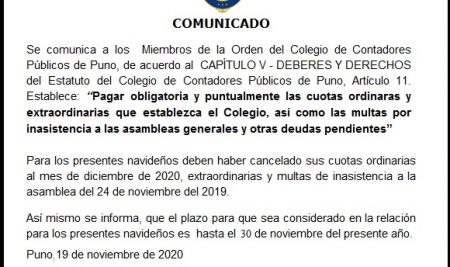 COMUNICADO
Se comunica a los Miembros de la Orden del Colegio de Contadores
Públicos de Puno, de acuerdo al CAPÍTULO V - DEBERES Y DERECHOS
del Estatuto del Colegio de Contadores Públicos de Puno, Artículo 11.
Establece: “Pagar obligatoria y puntualmente las cuotas ordinaras y
extraordinarias que establezca el Colegio, así como las multas por
inasistencia a las asambleas generales y otras deudas pendientes”
Para los presentes navideños deben haber cancelado sus cuotas ordinarias
al mes de diciembre de 2020, extraordinarias y multas de inasistencia a la
asamblea del 24 de noviembre del 2019.
Así mismo se informa, que el plazo para que sea considerado en la relación
para los presentes navideños es hasta el 30 de noviembre del presente año.
Puno,19 de noviembre de 2020